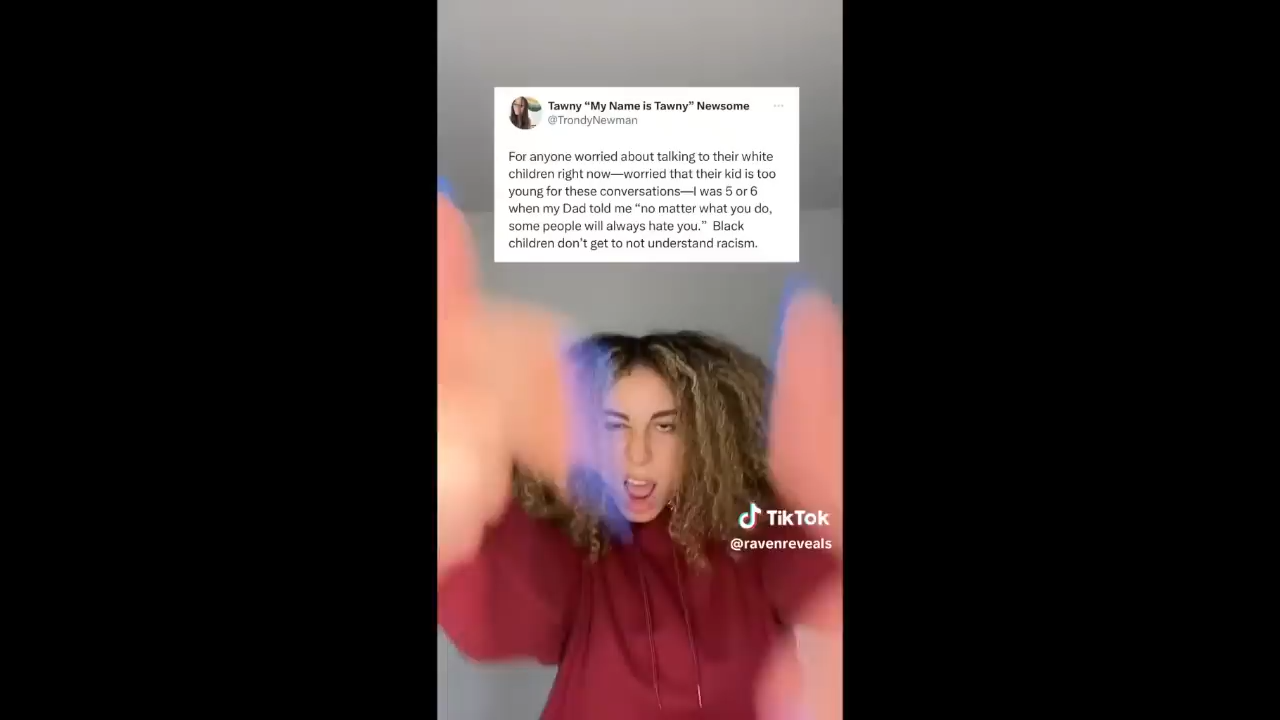 Tawny “My Name is Tawny” Newsome
@TrondyNewman
For anyone worried about talking to their white
children right now—worried that their kid is too
young for these conversations—I was 5 or 6
when my Dad told me “no matter what you do,
some people will always hate you.” Black
children don't get to not understand racism.
TikTok
@ravenreveals